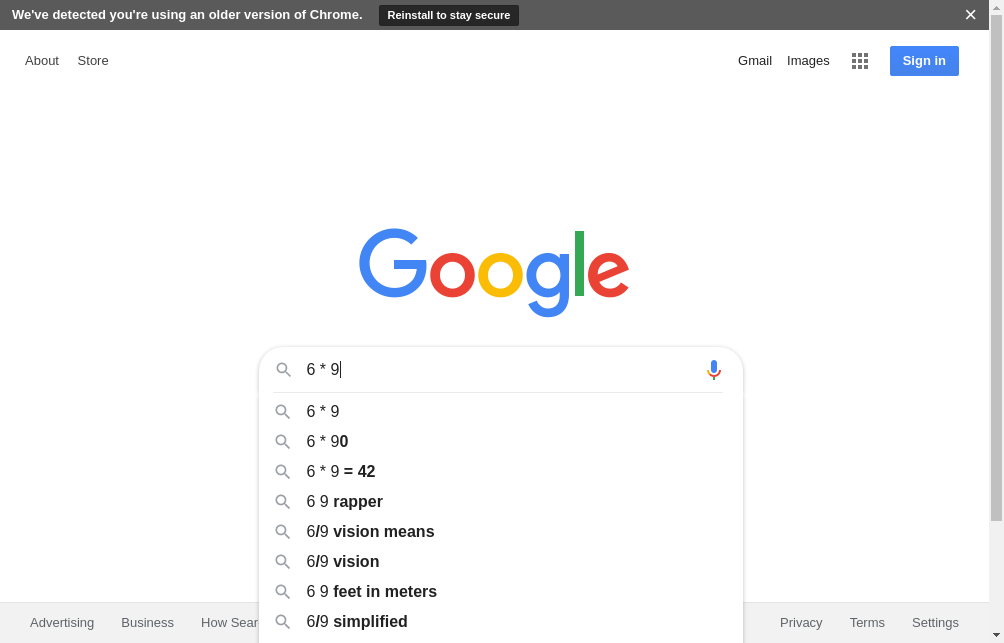 We've detected you're using an older version of Chrome. Reinstall to stay secure
About Store Gmail Images Sign in
Google
6 * 9
6 * 9
6 * 90
6 * 9 = 42
6 9 rapper
6/9 vision means
6/9 vision
6 9 feet in meters
6/9 simplified
Advertising Business How Sear Privacy Terms Settings